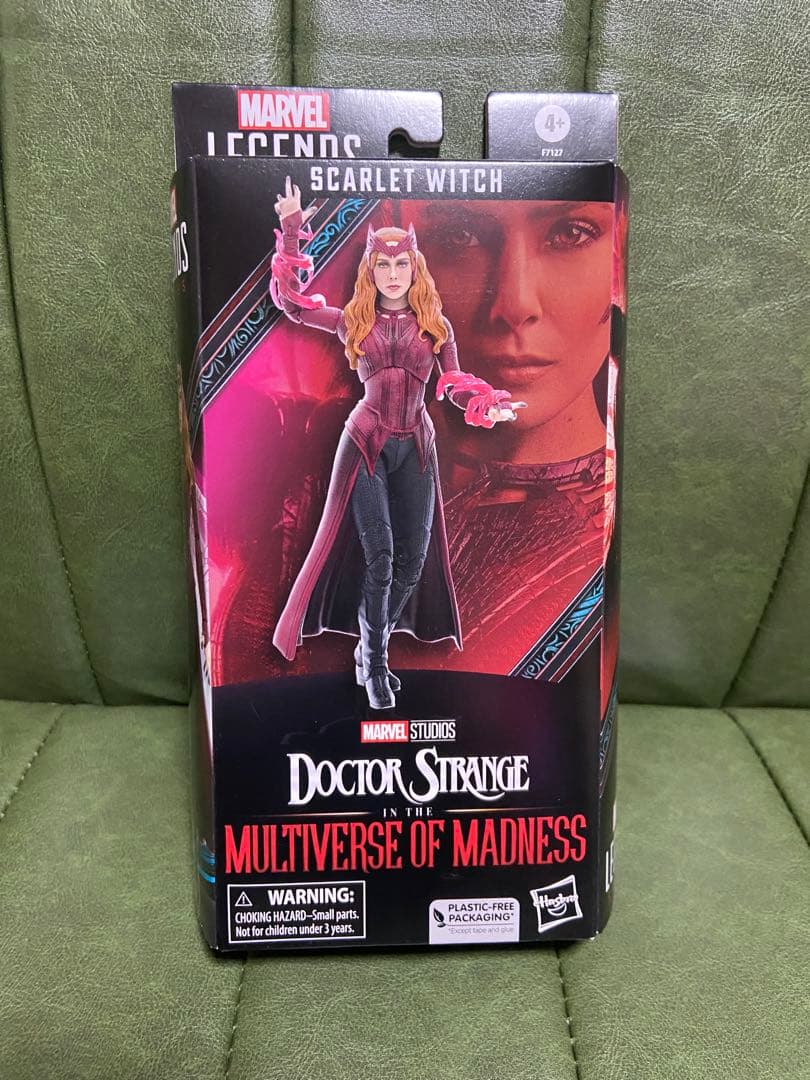 MARVEL
LEGENDS
4+
F7127
SCARLET WITCH
MARVEL STUDIOS
DOCTOR STRANGE
IN THE
MULTIVERSE OF MADNESS
WARNING:
CHOKING HAZARD–Small parts.
Not for children under 3 years.
PLASTIC-FREE
PACKAGING*
*Except tape and glue
Hasbro